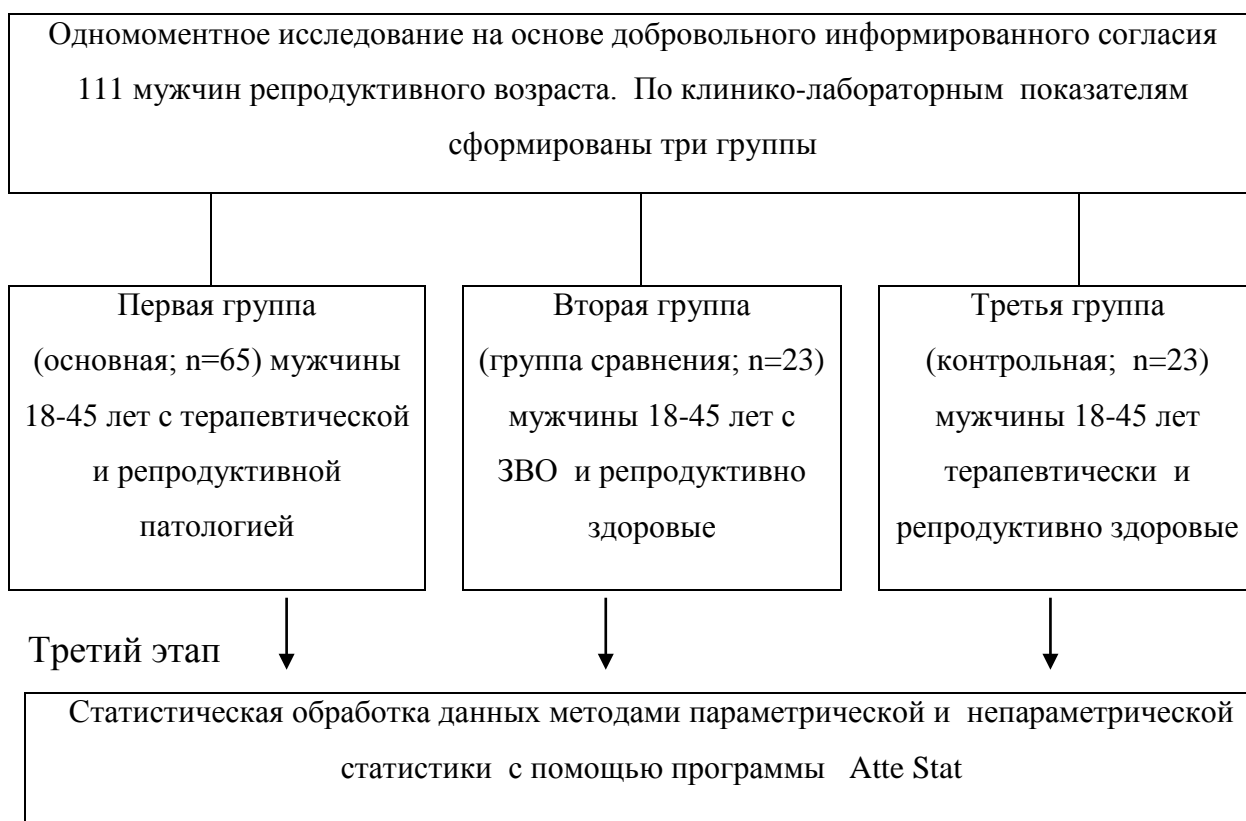 Одномоментное исследование на основе добровольного информированного согласия
111 мужчин репродуктивного возраста. По клинико-лабораторным показателям
сформированы три группы
Первая группа
(основная; n=65) мужчины
18-45 лет с терапевтической
и репродуктивной
патологией
Вторая группа
(группа сравнения; n=23)
мужчины 18-45 лет с
ЗВО и репродуктивно
здоровые
Третья группа
(контрольная; n=23)
мужчины 18-45 лет
терапевтически и
репродуктивно здоровые
Третий этап
Статистическая обработка данных методами параметрической и непараметрической
статистики с помощью программы Atte Stat